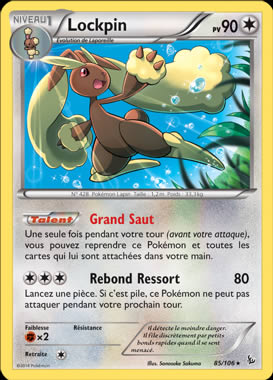 NIVEAU 1
Lockpin
PV 90
Évolution de Laporeille
N° 428 Pokémon Lapin Taille : 1,2 m Poids : 33,3 kg
Talent Grand Saut
Une seule fois pendant votre tour (avant votre attaque),
vous pouvez reprendre ce Pokémon et toutes les
cartes qui lui sont attachées dans votre main.
Rebond Ressort 80
Lancez une pièce. Si c'est pile, ce Pokémon ne peut pas
attaquer pendant votre prochain tour.
Faiblesse
×2
Résistance
Retraite
Il détecte le moindre danger.
Il file discrètement par petits
bonds rapides quand il se sent
menacé.
Illus. Sanosuke Sakuma
©2014 Pokémon
85/106 ★